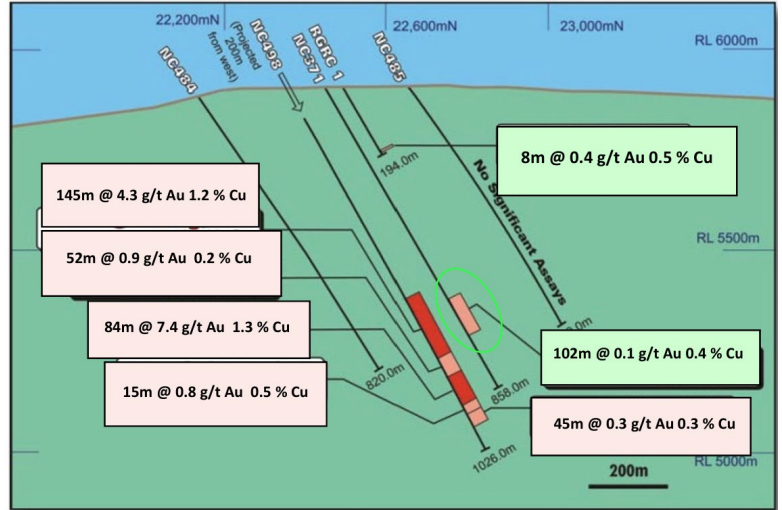 22,200mN
22,600mN
23,000mN
RL 6000m
NC484
NC498
(Projected
200m
from west)
NC371
RGRC 1
NC485
194.0m
8m @ 0.4 g/t Au 0.5 % Cu
No Significant Assays
145m @ 4.3 g/t Au 1.2 % Cu
RL 5500m
52m @ 0.9 g/t Au 0.2 % Cu
84m @ 7.4 g/t Au 1.3 % Cu
102m @ 0.1 g/t Au 0.4 % Cu
820.0m
858.0m
15m @ 0.8 g/t Au 0.5 % Cu
45m @ 0.3 g/t Au 0.3 % Cu
1026.0m
RL 5000m
200m